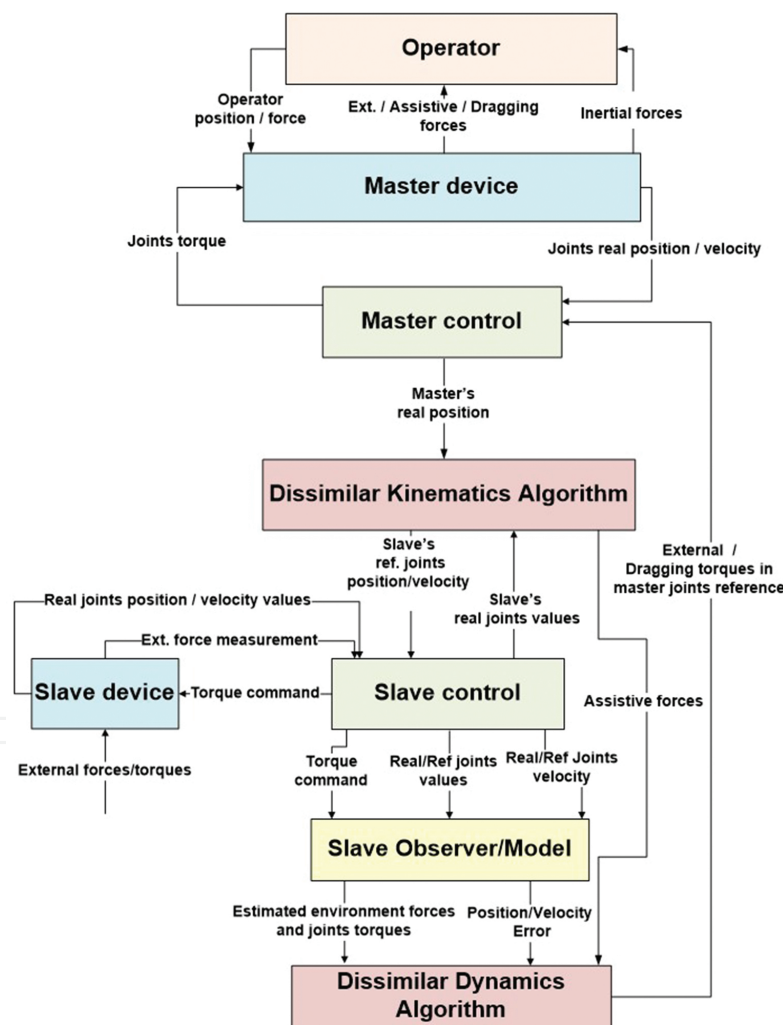 Operator
Operator
position / force
Ext. / Assistive / Dragging
forces
Inertial forces
Master device
Joints torque
Joints real position / velocity
Master control
Master's
real position
Dissimilar Kinematics Algorithm
Slave's
ref. joints
position/velocity
Slave's
real joints values
External /
Dragging torques in
master joints reference
Real joints position / velocity values
Ext. force measurement
Slave device
Torque command
Slave control
Assistive forces
External forces/torques
Torque
command
Real/Ref joints
values
Real/Ref Joints
velocity
Slave Observer/Model
Estimated environment forces
and joints torques
Position/Velocity
Error
Dissimilar Dynamics
Algorithm